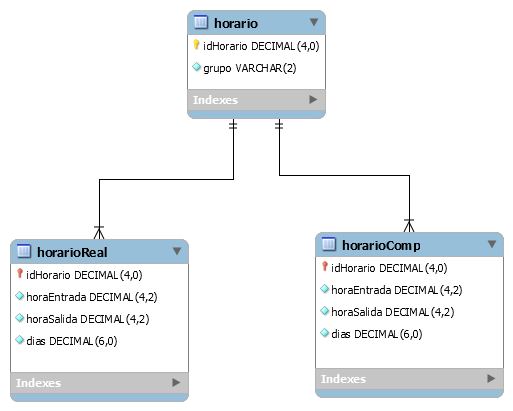 horario
idHorario DECIMAL(4,0)
grupo VARCHAR(2)
Indexes
horarioReal
idHorario DECIMAL(4,0)
horaEntrada DECIMAL(4,2)
horaSalida DECIMAL(4,2)
dias DECIMAL(6,0)
Indexes
horarioComp
idHorario DECIMAL(4,0)
horaEntrada DECIMAL(4,2)
horaSalida DECIMAL(4,2)
dias DECIMAL(6,0)
Indexes